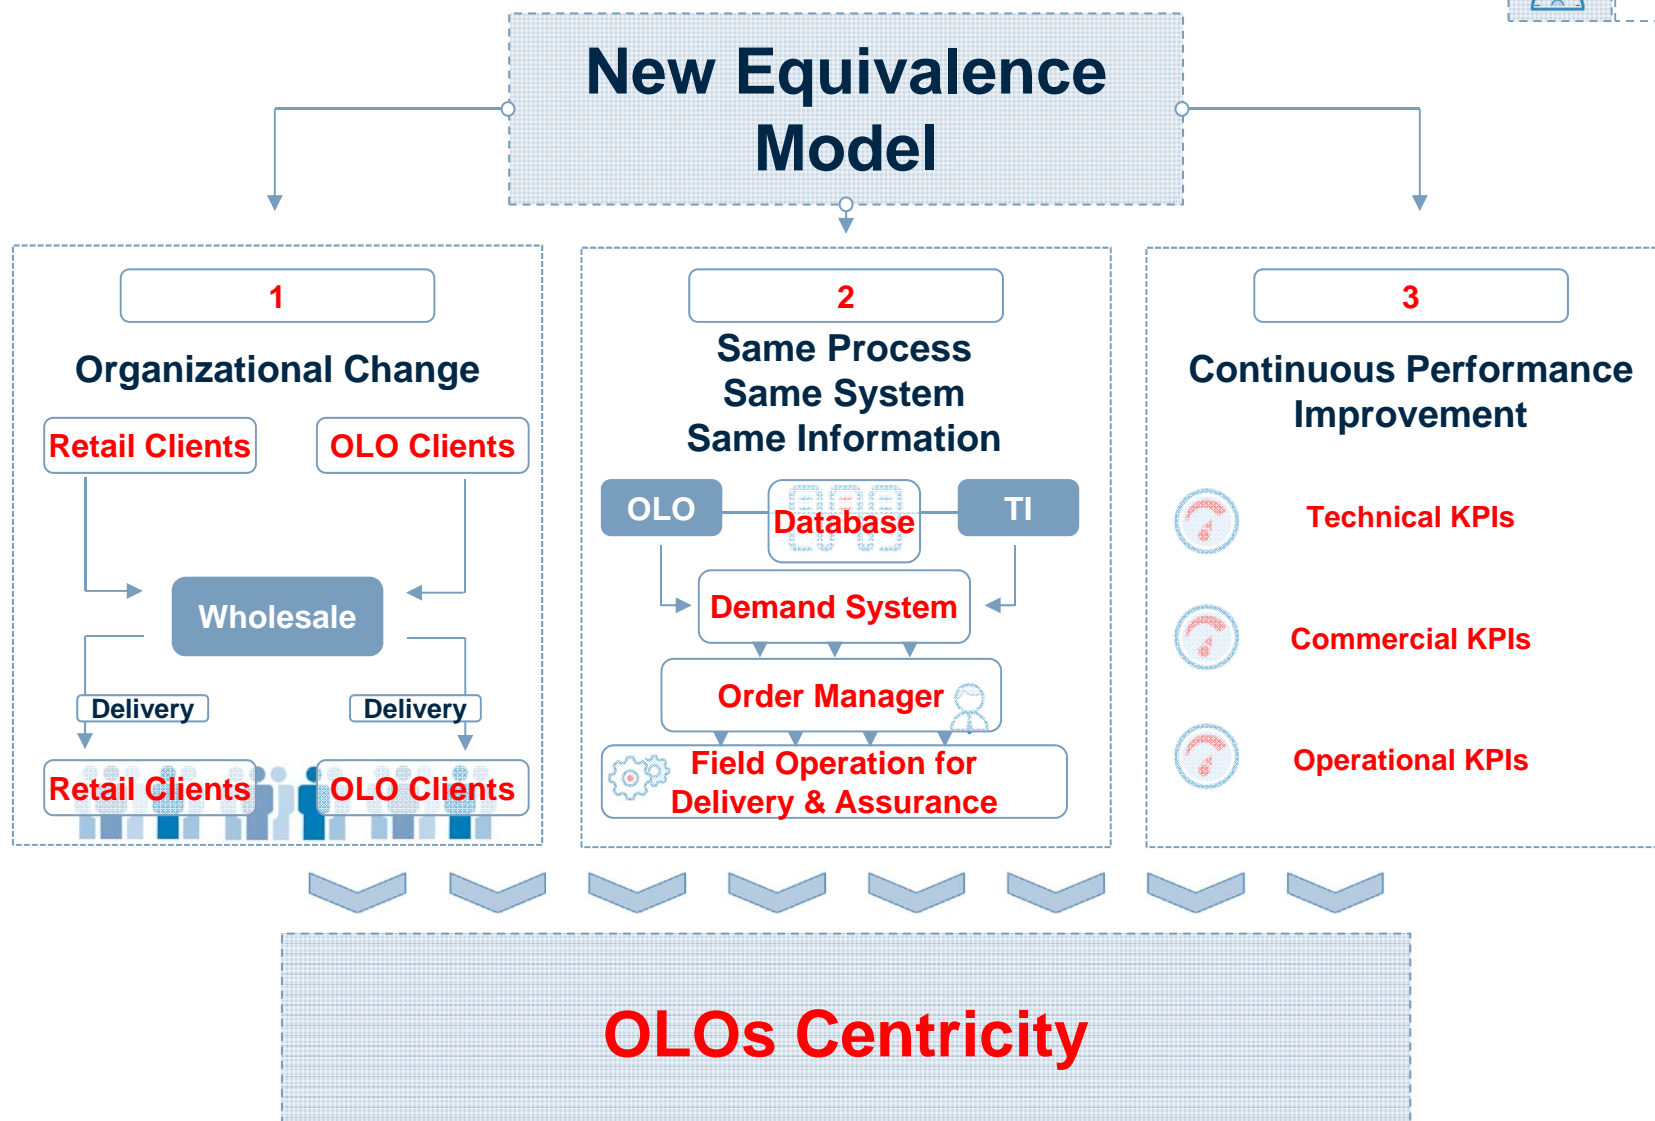 New Equivalence
Model
1
Organizational Change
Retail Clients
OLO Clients
Wholesale
Delivery
Delivery
Retail Clients
OLO Clients
2
Same Process
Same System
Same Information
OLO
Database
TI
Demand System
Order Manager
Field Operation for
Delivery & Assurance
3
Continuous Performance
Improvement
Technical KPIs
Commercial KPIs
Operational KPIs
OLOs Centricity